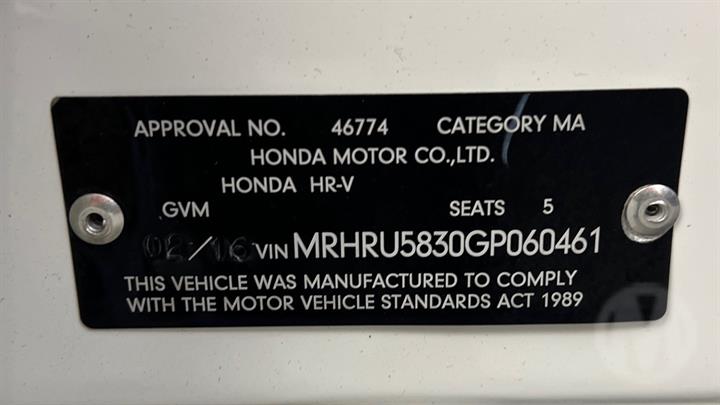 APPROVAL NO. 46774 CATEGORY MA
HONDA MOTOR CO.,LTD.
HONDA HR-V
GVM SEATS 5
02/16 VIN MRHRU5830GP060461
THIS VEHICLE WAS MANUFACTURED TO COMPLY
WITH THE MOTOR VEHICLE STANDARDS ACT 1989